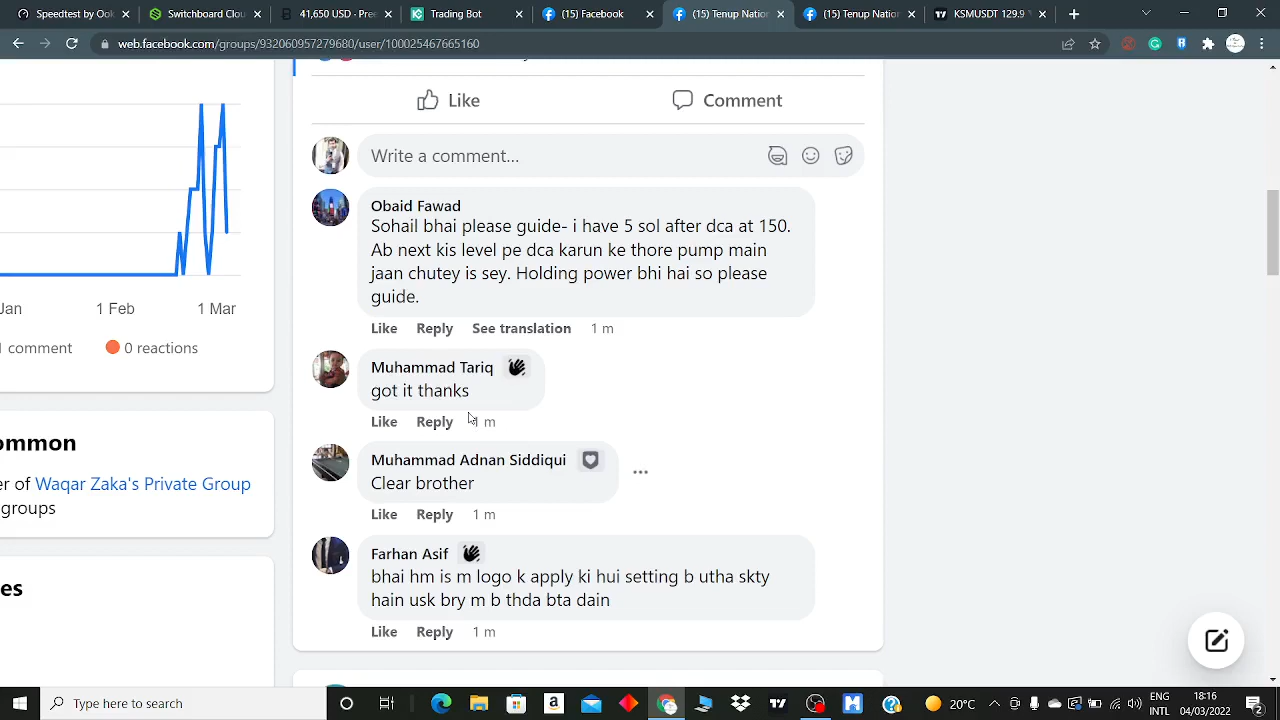 Speedtest by Ook
Switchboard Clou
41,650 USD - Pre
Trading Bot
(15) Facebook
(15) Tenup Nation
(15) Tenup Nation
KSMUSDT 129.9
web.facebook.com/groups/932060957279680/user/100025467665160
Like
Comment
Write a comment...
Obaid Fawad
Sohail bhai please guide- i have 5 sol after dca at 150.
Ab next kis level pe dca karun ke thore pump main
jaan chutey is sey. Holding power bhi hai so please
guide.
Like Reply See translation 1 m
Muhammad Tariq
got it thanks
Like Reply 1 m
Muhammad Adnan Siddiqui
Clear brother
Like Reply 1 m
Farhan Asif
bhai hm is m logo k apply ki hui setting b utha skty
hain usk bry m b thda bta dain
Like Reply 1 m
Jan 1 Feb 1 Mar
1 comment 0 reactions
ommon
er of Waqar Zaka's Private Group
groups
es
Type here to search
20°C
ENG
INTL
18:16
04/03/2022